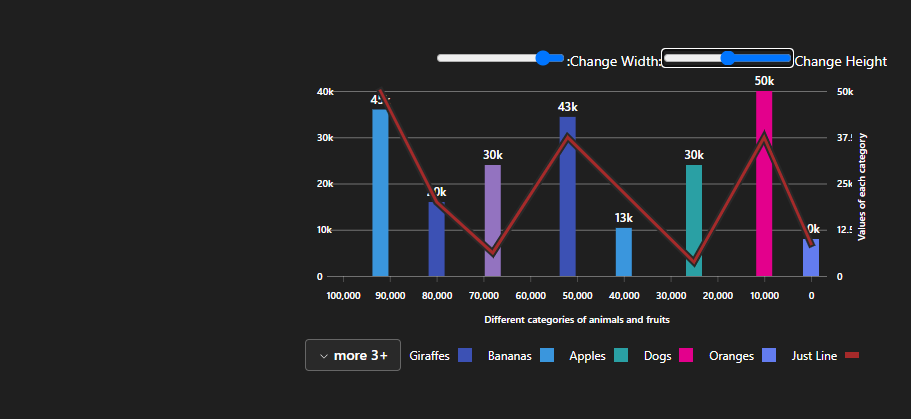 :Change Width: Change Height
50k
45k
43k
30k
30k
13k
40k
30k
20k
10k
0
50k
37.5
25k
12.5
0
Values of each category
100,000 90,000 80,000 70,000 60,000 50,000 40,000 30,000 20,000 10,000 0
Different categories of animals and fruits
more 3+ Giraffes Bananas Apples Dogs Oranges Just Line